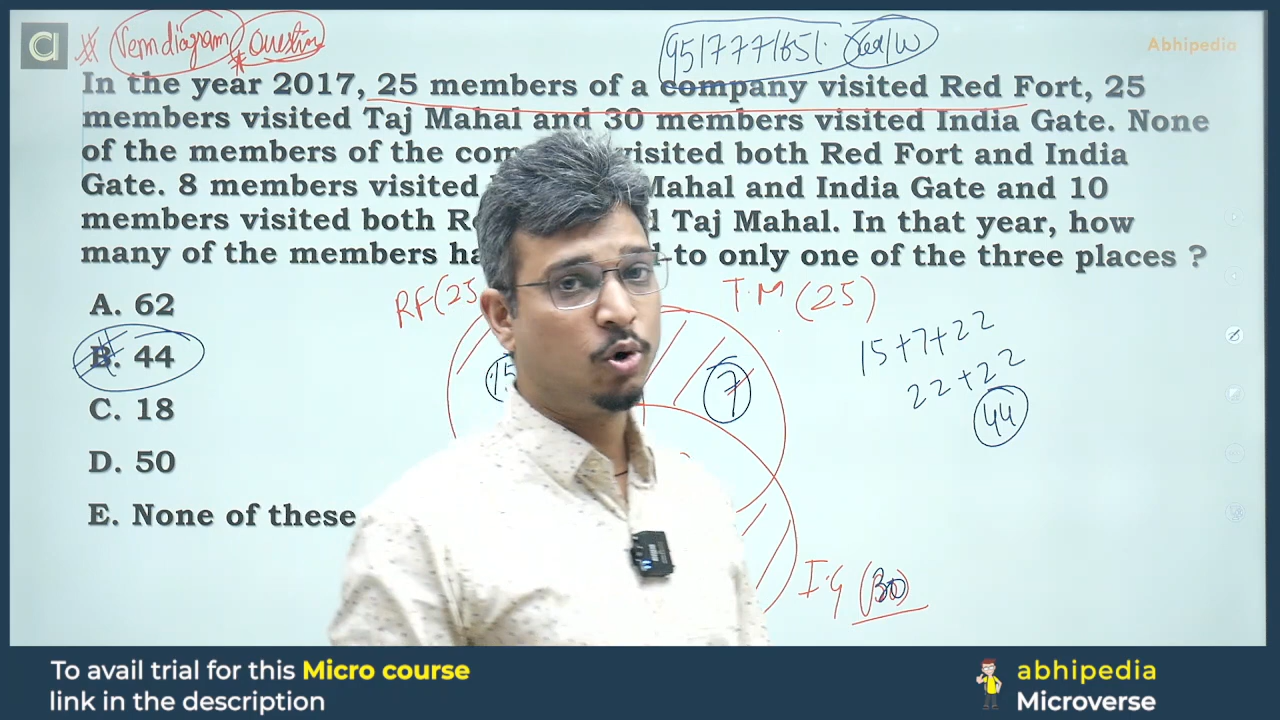 Venn diagram Question
951777651. Red/W
Abhipedia
In the year 2017, 25 members of a company visited Red Fort, 25
members visited Taj Mahal and 30 members visited India Gate. None
of the members of the com visited both Red Fort and India
Gate. 8 members visited Mahal and India Gate and 10
members visited both R Taj Mahal. In that year, how
many of the members ha to only one of the three places ?
A. 62
B. 44
C. 18
D. 50
E. None of these
RF (25
T.M (25)
15
7
15+7+22
22+22
44
I.G (30)
To avail trial for this Micro course
link in the description
abhipedia
Microverse